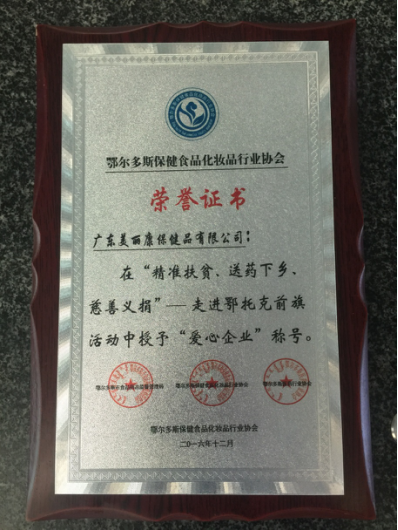 鄂尔多斯保健食品化妆品行业协会
荣誉证书
广东美丽康保健品有限公司:
在“精准扶贫、送药下乡、
慈善义捐”——走进鄂托克前旗
活动中授予“爱心企业”称号。
鄂尔多斯保健食品化妆品行业协会
二〇一六年十二月